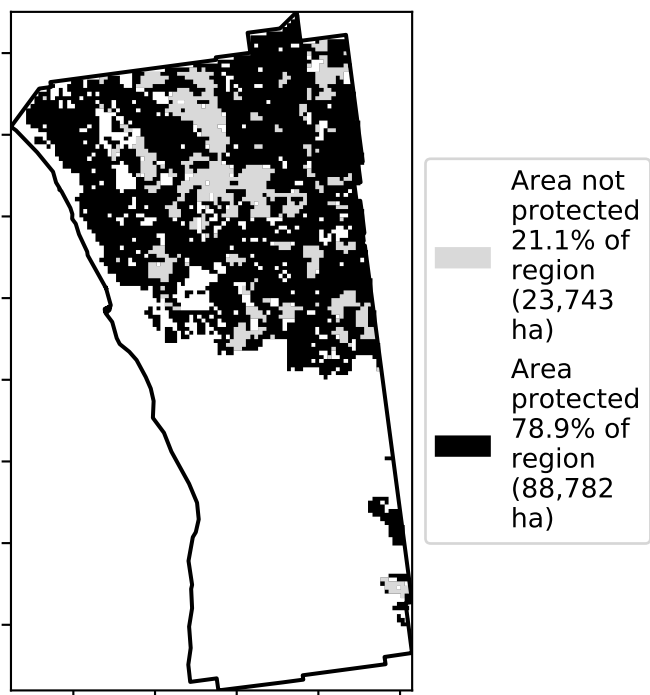 Area not
protected
21.1% of
region
(23,743
ha)
Area
protected
78.9% of
region
(88,782
ha)